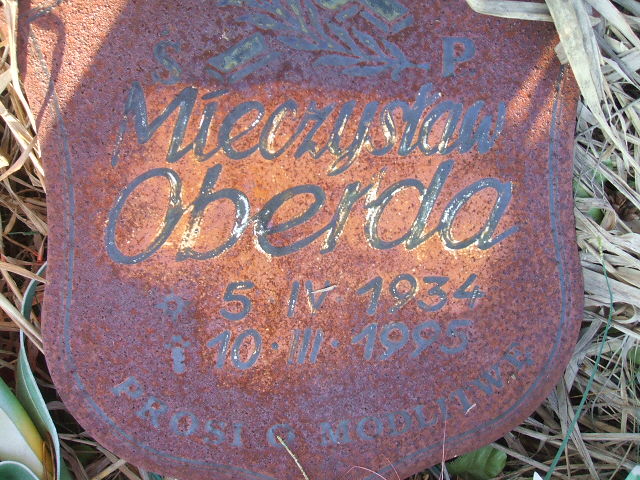 Ś P.
Mieczysław
Oberda
* 5 IV 1934
† 10·III·1995
PROSI O MODLITWĘ